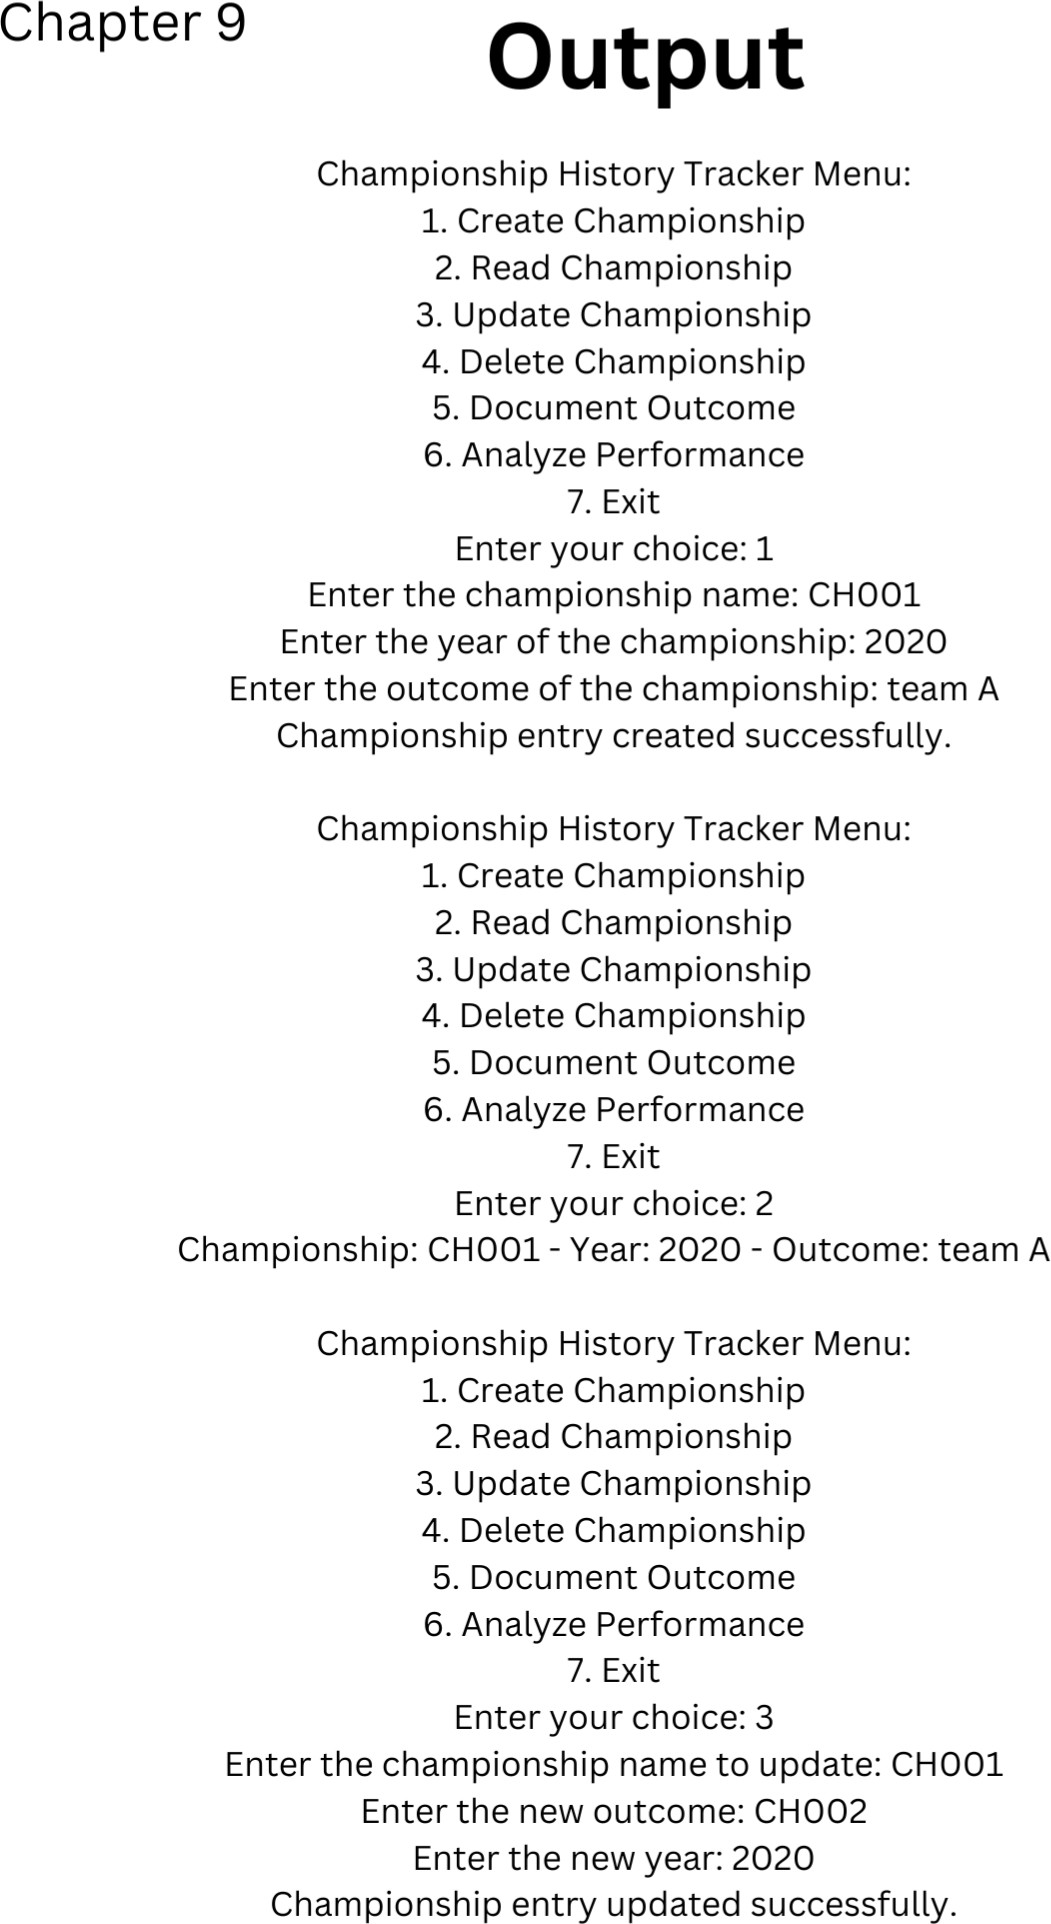 Chapter 9
Output
Championship History Tracker Menu:
1. Create Championship
2. Read Championship
3. Update Championship
4. Delete Championship
5. Document Outcome
6. Analyze Performance
7. Exit
Enter your choice: 1
Enter the championship name: CH001
Enter the year of the championship: 2020
Enter the outcome of the championship: team A
Championship entry created successfully.
Championship History Tracker Menu:
1. Create Championship
2. Read Championship
3. Update Championship
4. Delete Championship
5. Document Outcome
6. Analyze Performance
7. Exit
Enter your choice: 2
Championship: CH001 - Year: 2020 - Outcome: team A
Championship History Tracker Menu:
1. Create Championship
2. Read Championship
3. Update Championship
4. Delete Championship
5. Document Outcome
6. Analyze Performance
7. Exit
Enter your choice: 3
Enter the championship name to update: CH001
Enter the new outcome: CH002
Enter the new year: 2020
Championship entry updated successfully.